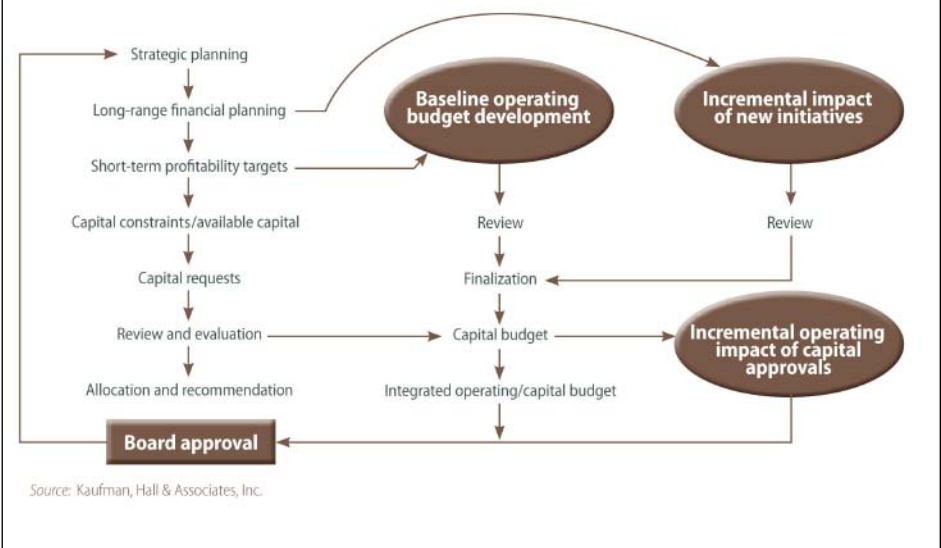 Strategic planning
Long-range financial planning
Short-term profitability targets
Capital constraints/available capital
Capital requests
Review and evaluation
Allocation and recommendation
Board approval
Baseline operating
budget development
Review
Finalization
Capital budget
Integrated operating/capital budget
Incremental impact
of new initiatives
Review
Incremental operating
impact of capital
approvals
Source: Kaufman, Hall & Associates, Inc.